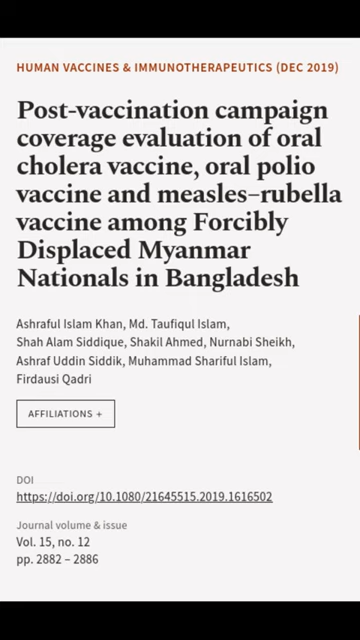 HUMAN VACCINES & IMMUNOTHERAPEUTICS (DEC 2019)
Post-vaccination campaign
coverage evaluation of oral
cholera vaccine, oral polio
vaccine and measles–rubella
vaccine among Forcibly
Displaced Myanmar
Nationals in Bangladesh
Ashraful Islam Khan, Md. Taufiqul Islam,
Shah Alam Siddique, Shakil Ahmed, Nurnabi Sheikh,
Ashraf Uddin Siddik, Muhammad Shariful Islam,
Firdausi Qadri
AFFILIATIONS +
DOI
https://doi.org/10.1080/21645515.2019.1616502
Journal volume & issue
Vol. 15, no. 12
pp. 2882 – 2886